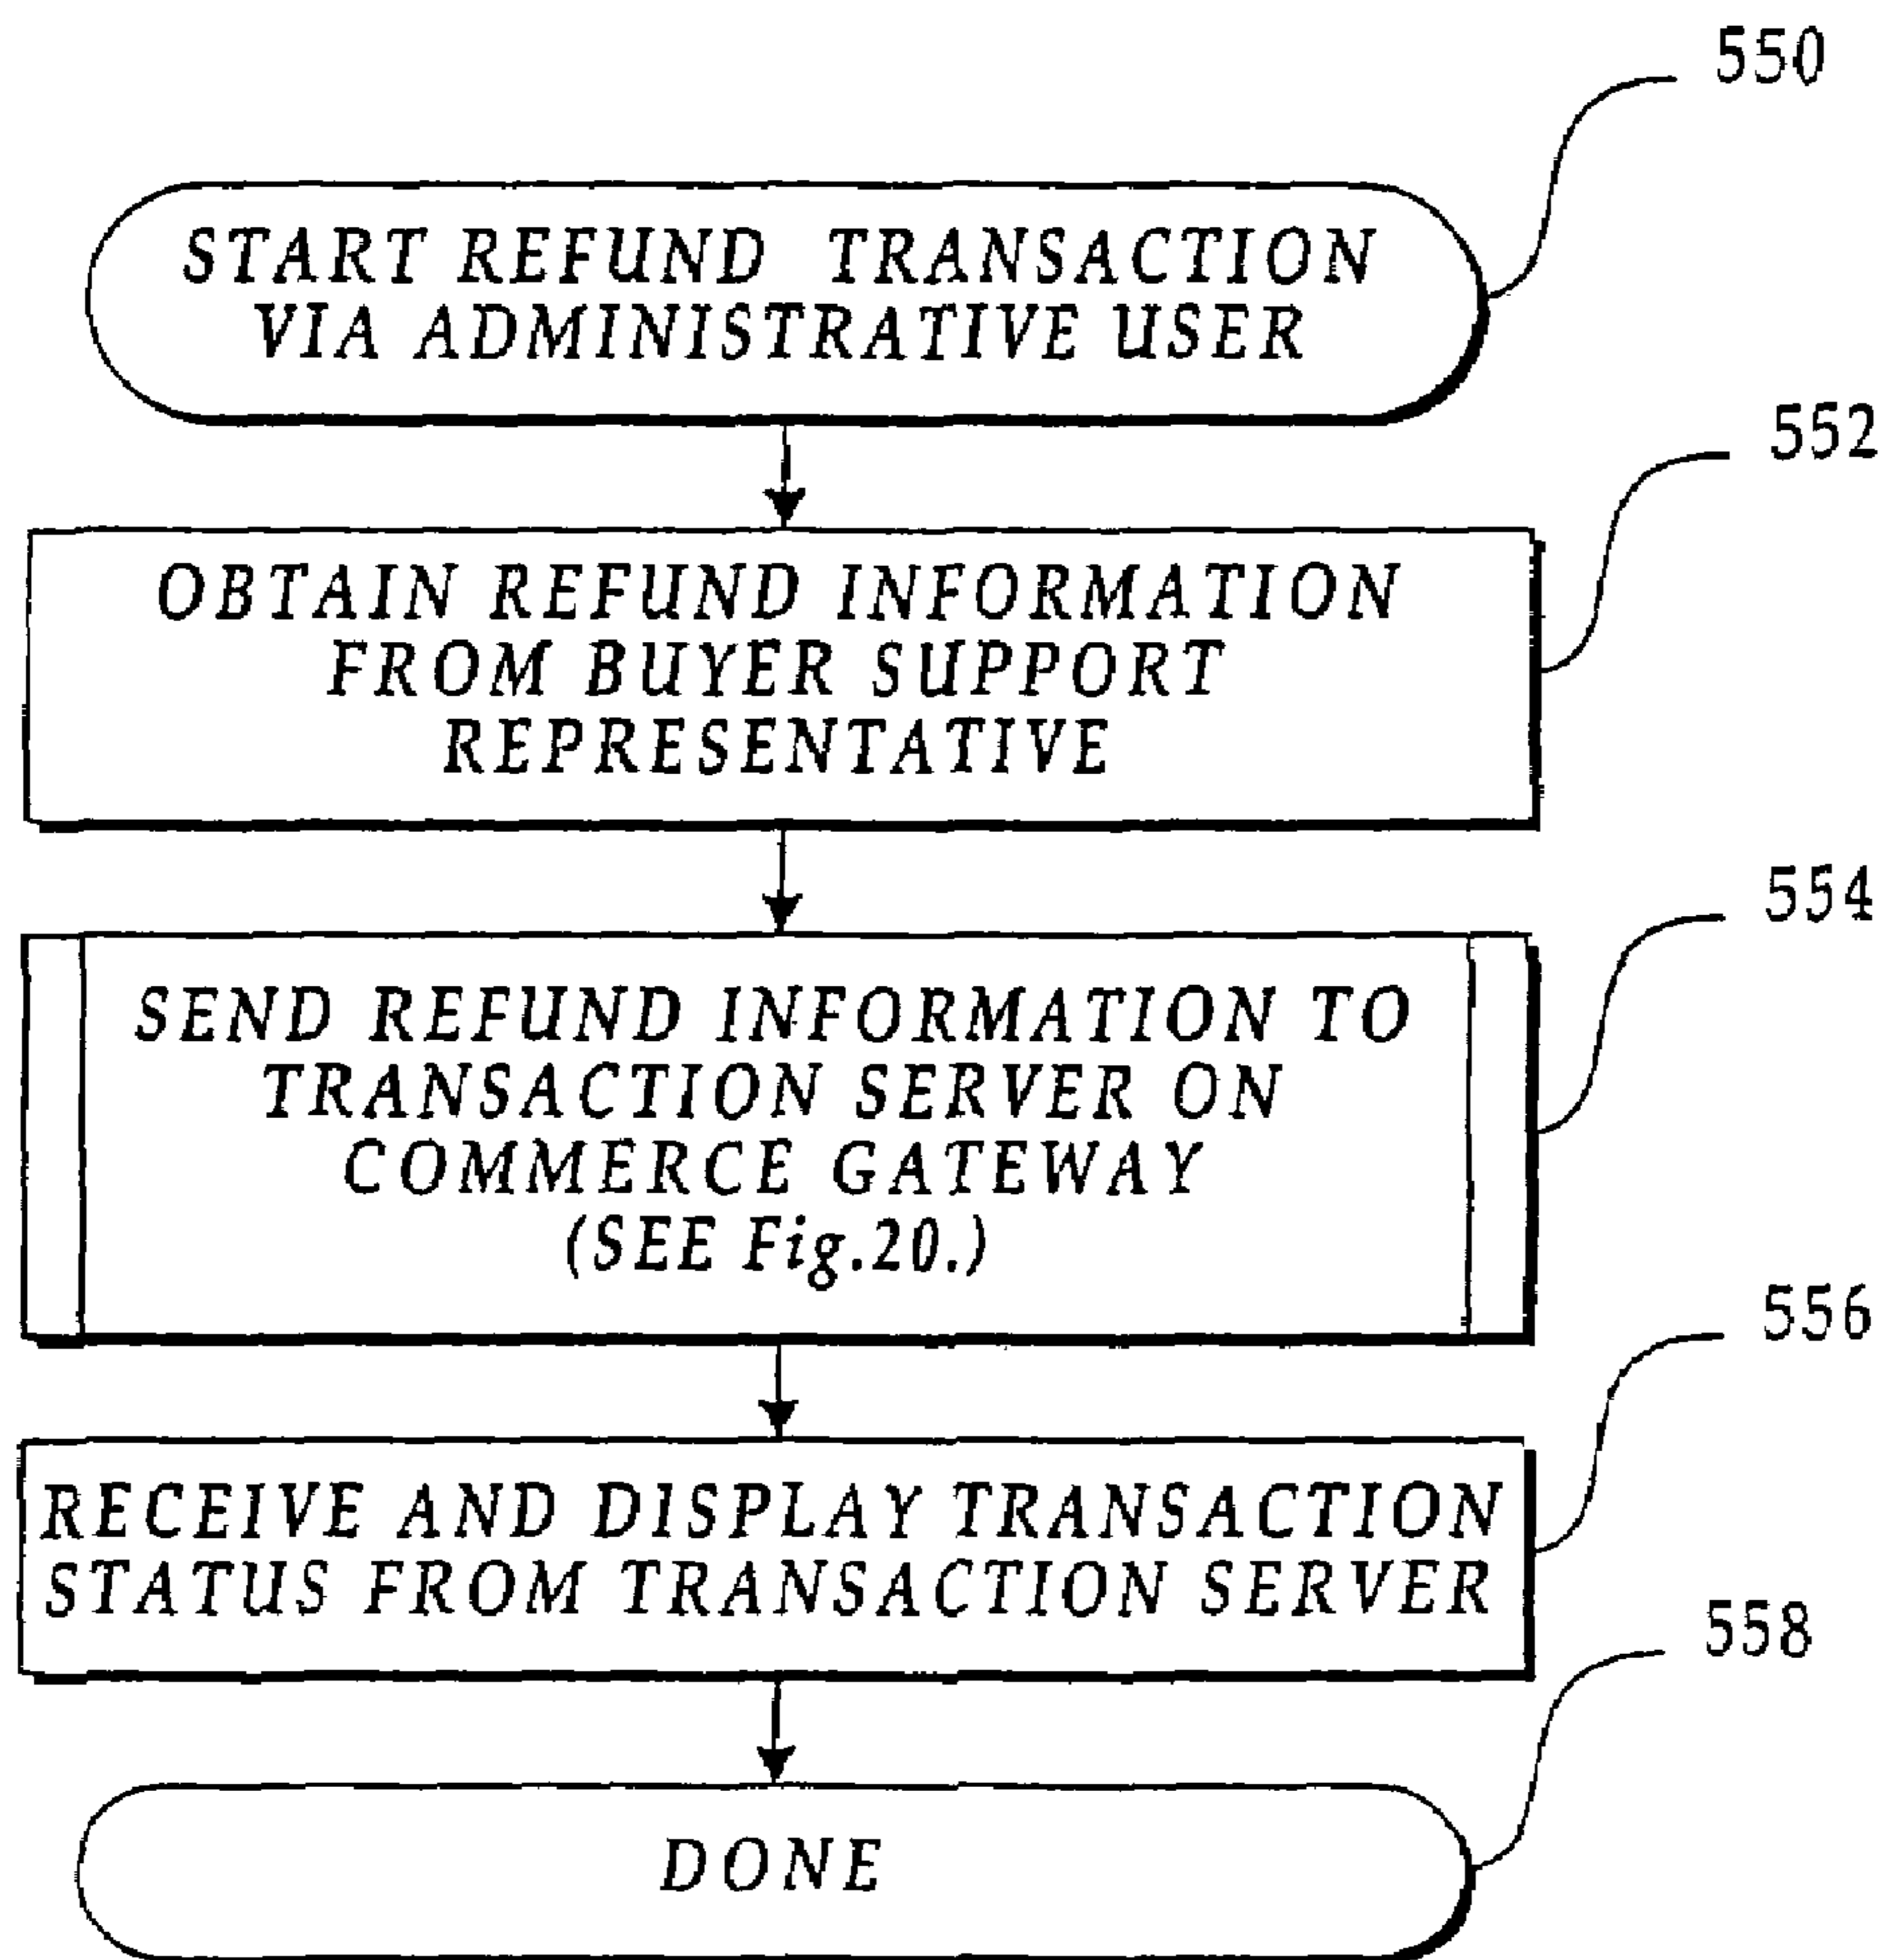 550
START REFUND TRANSACTION
VIA ADMINISTRATIVE USER
552
OBTAIN REFUND INFORMATION
FROM BUYER SUPPORT
REPRESENTATIVE
554
SEND REFUND INFORMATION TO
TRANSACTION SERVER ON
COMMERCE GATEWAY
(SEE Fig.20.)
556
RECEIVE AND DISPLAY TRANSACTION
STATUS FROM TRANSACTION SERVER
558
DONE